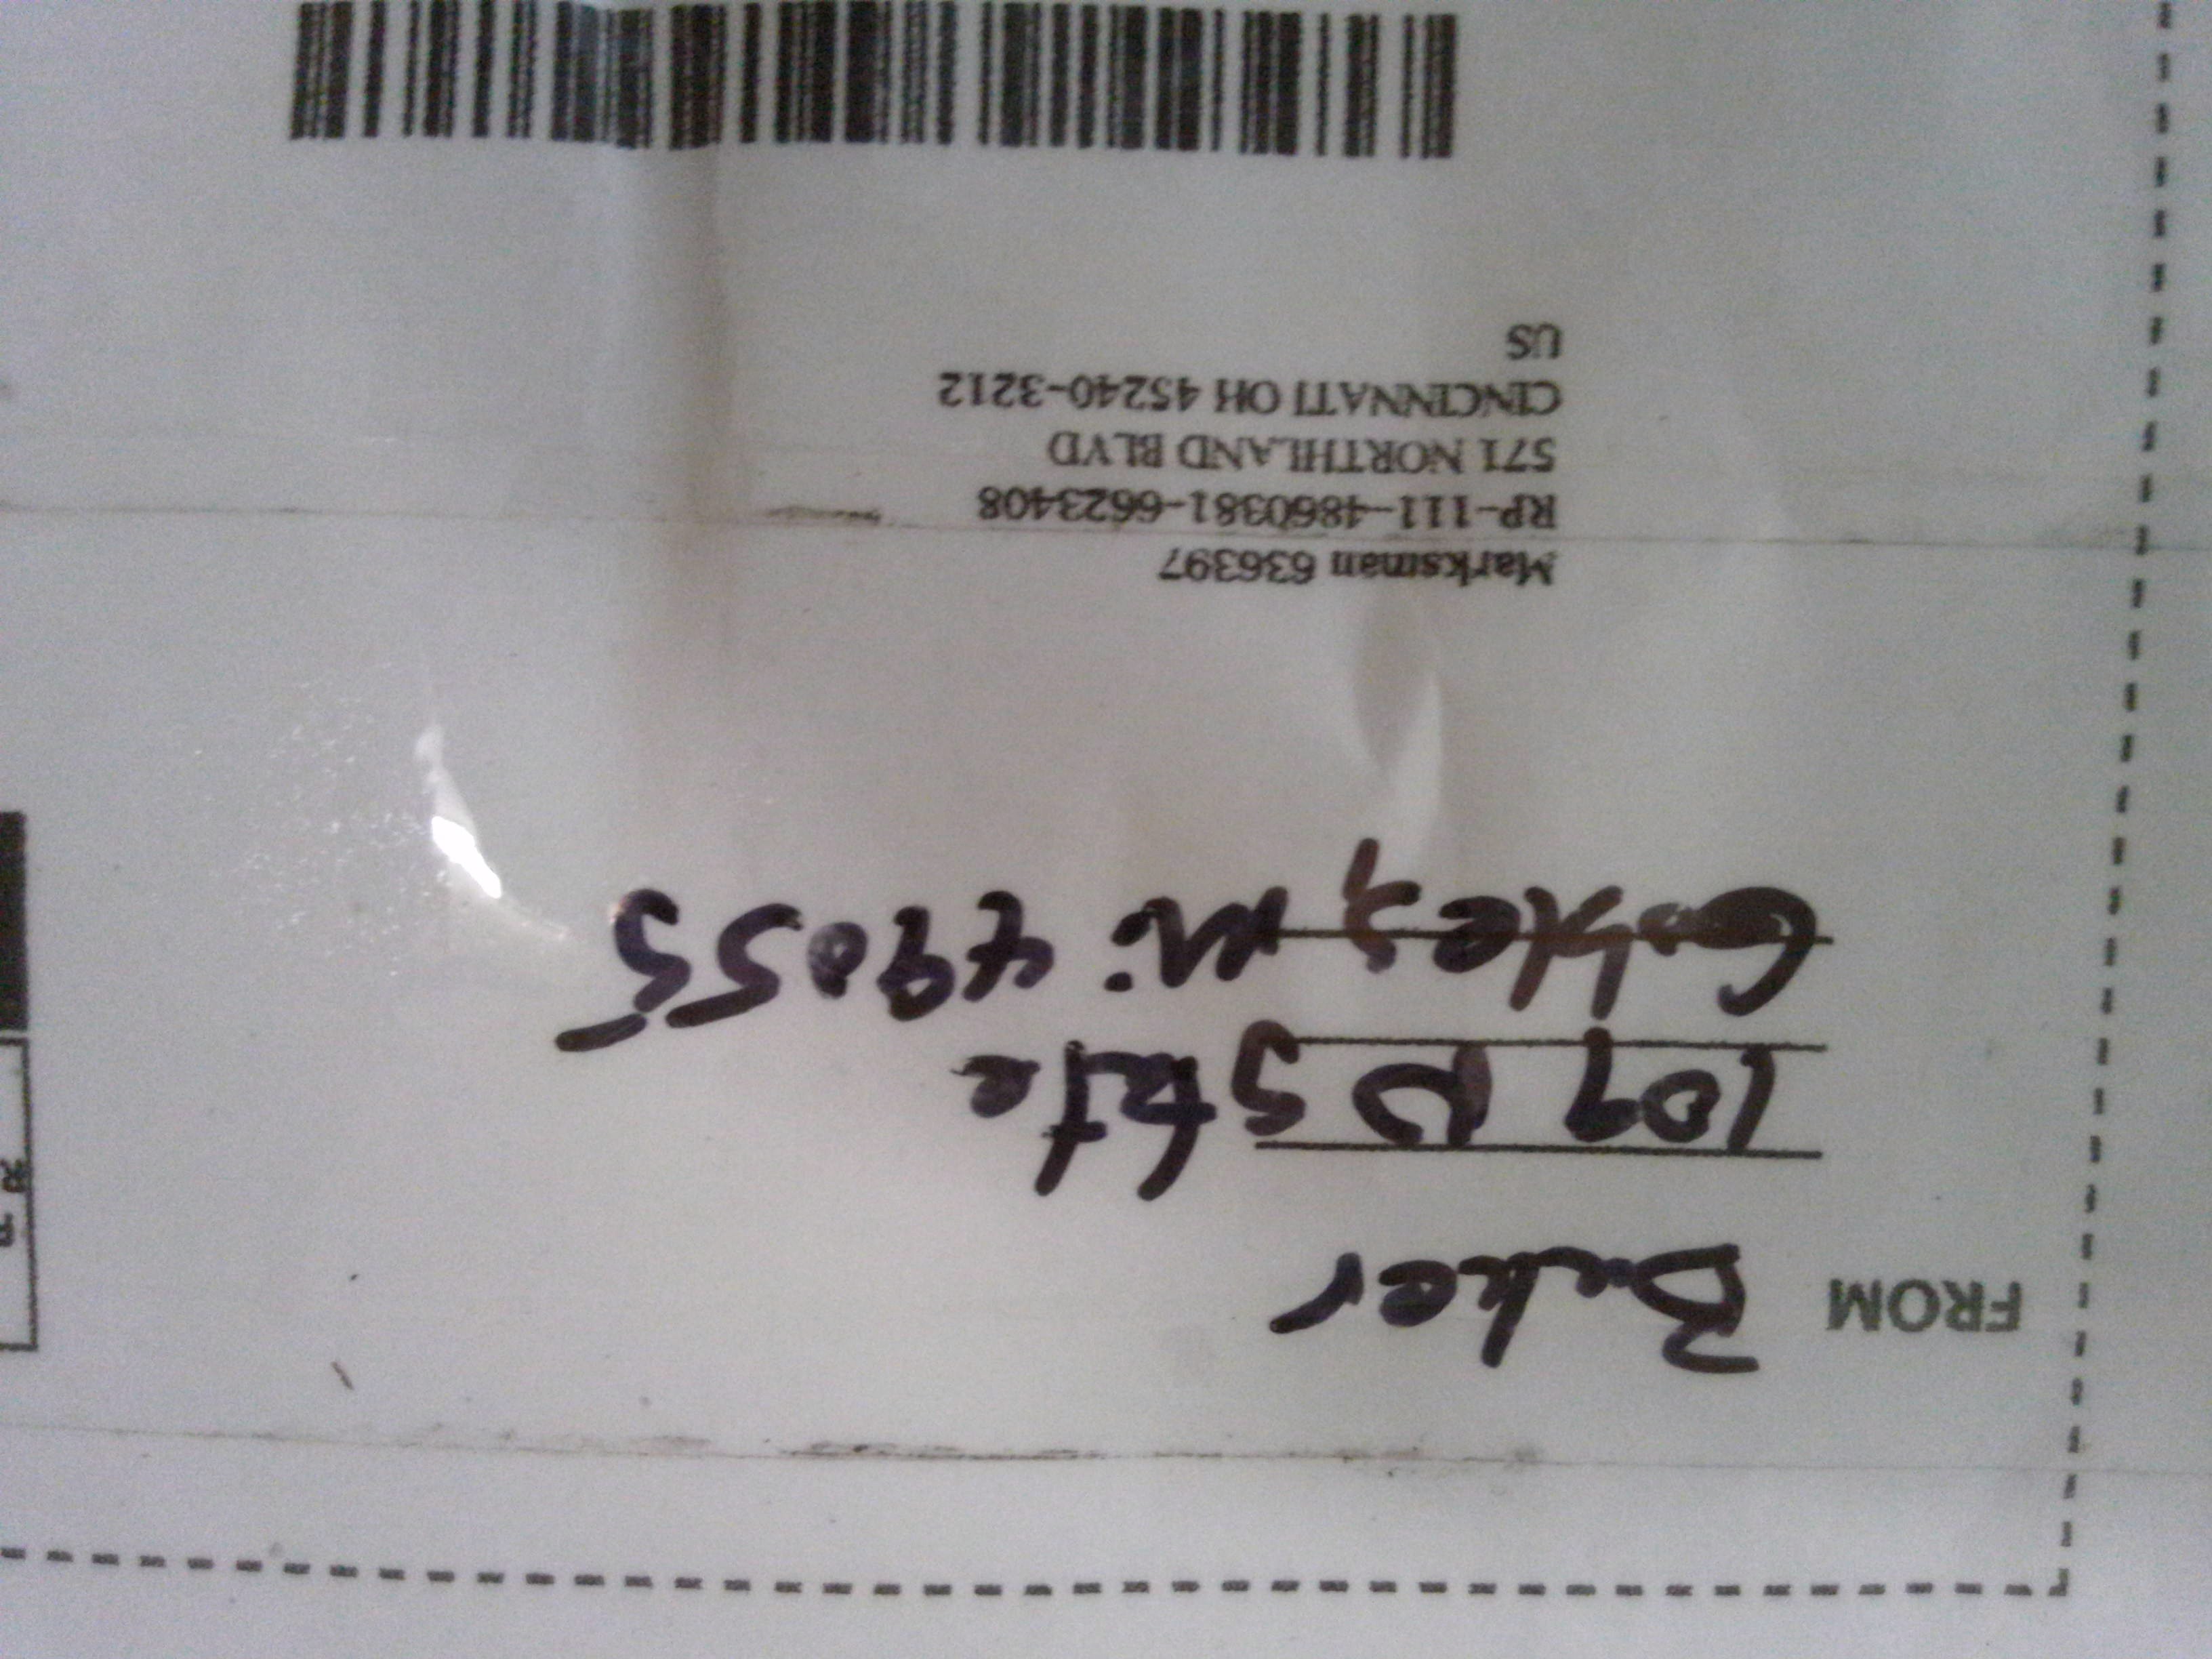 FROM Baker
109 N State
Gobles, Mi 49055
Marksman 636397
RP-111-4860381-6623408
571 NORTHLAND BLVD
CINCINNATI OH 45240-3212
US